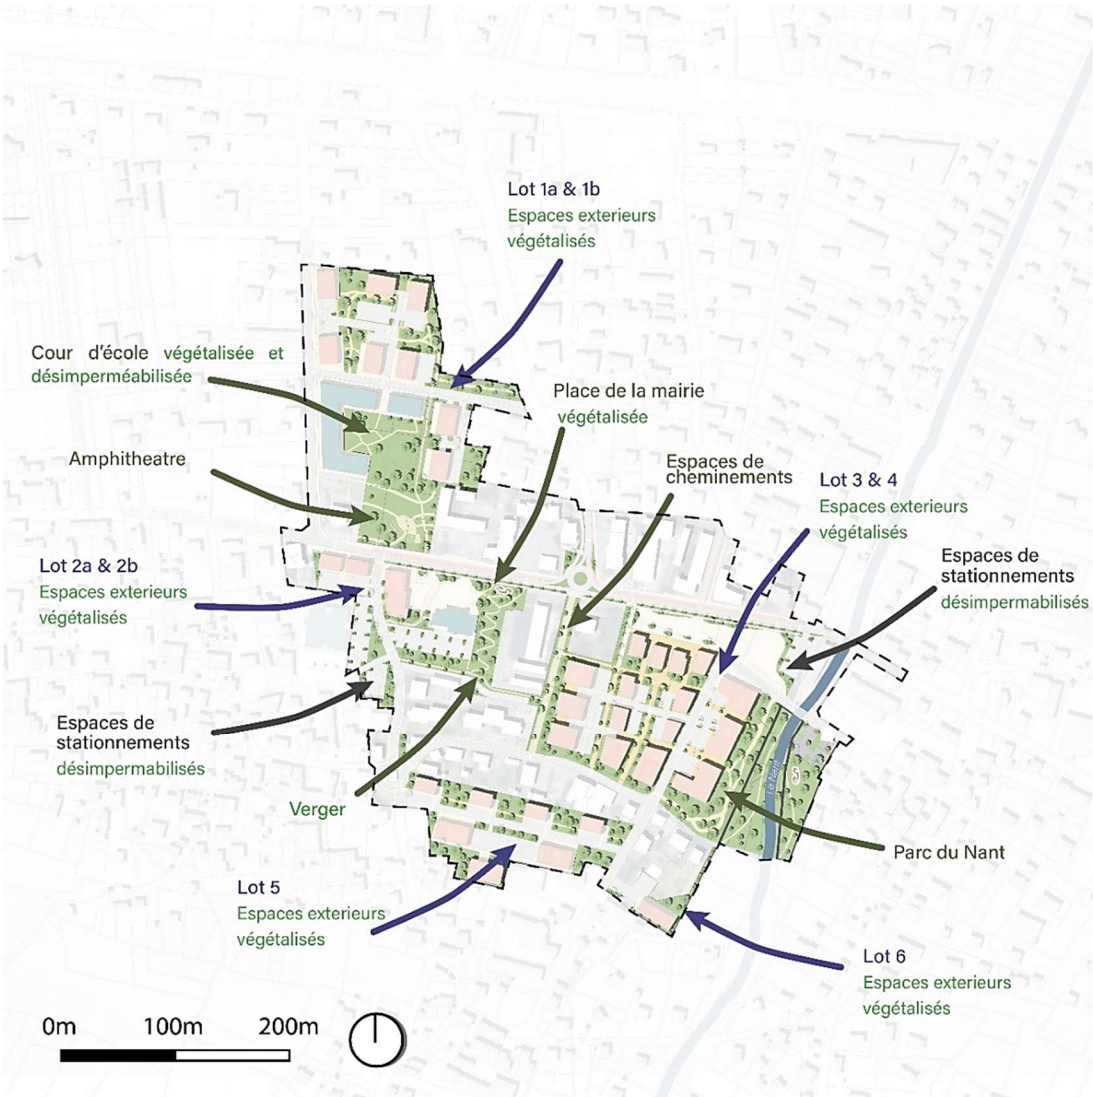 Lot 1a & 1b
Espaces exterieurs
végétalisés
Cour d'école végétalisée et
désimperméabilisée
Place de la mairie
végétalisée
Amphitheatre
Espaces de
cheminements
Lot 3 & 4
Espaces exterieurs
végétalisés
Espaces de
stationnements
désimpermabilisés
Lot 2a & 2b
Espaces exterieurs
végétalisés
Espaces de
stationnements
désimpermabilisés
Le Nant
Verger
Parc du Nant
Lot 5
Espaces exterieurs
végétalisés
Lot 6
Espaces exterieurs
végétalisés
0m 100m 200m